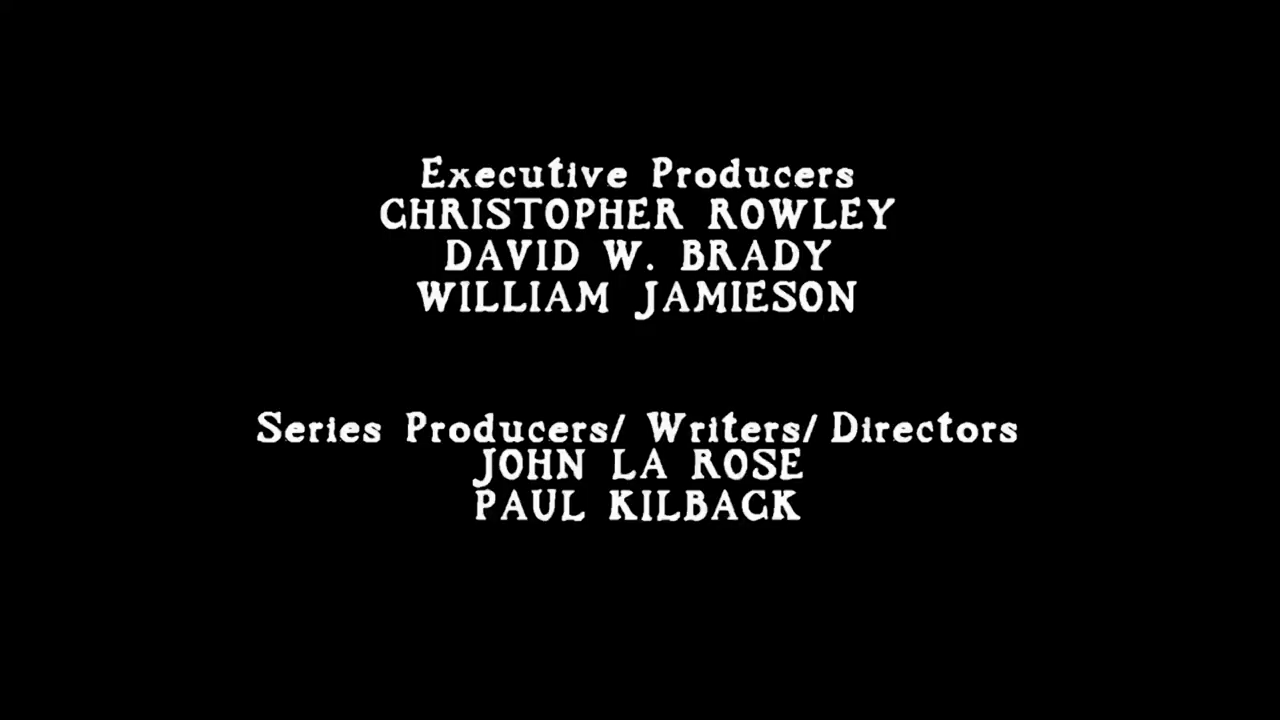 Executive Producers
CHRISTOPHER ROWLEY
DAVID W. BRADY
WILLIAM JAMIESON
Series Producers/ Writers/ Directors
JOHN LA ROSE
PAUL KILBACK